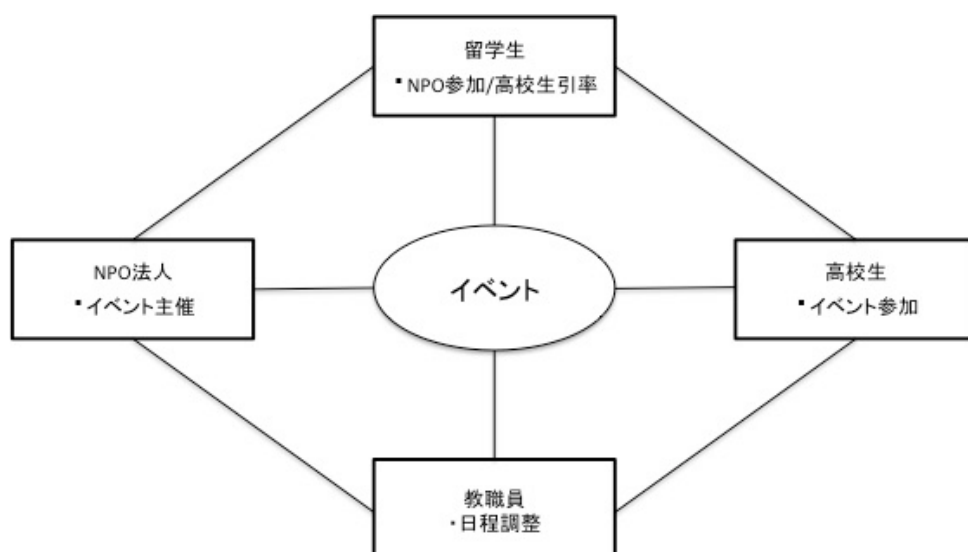 留学生
▪NPO参加/高校生引率
NPO法人
▪イベント主催
イベント
高校生
▪イベント参加
教職員
・日程調整